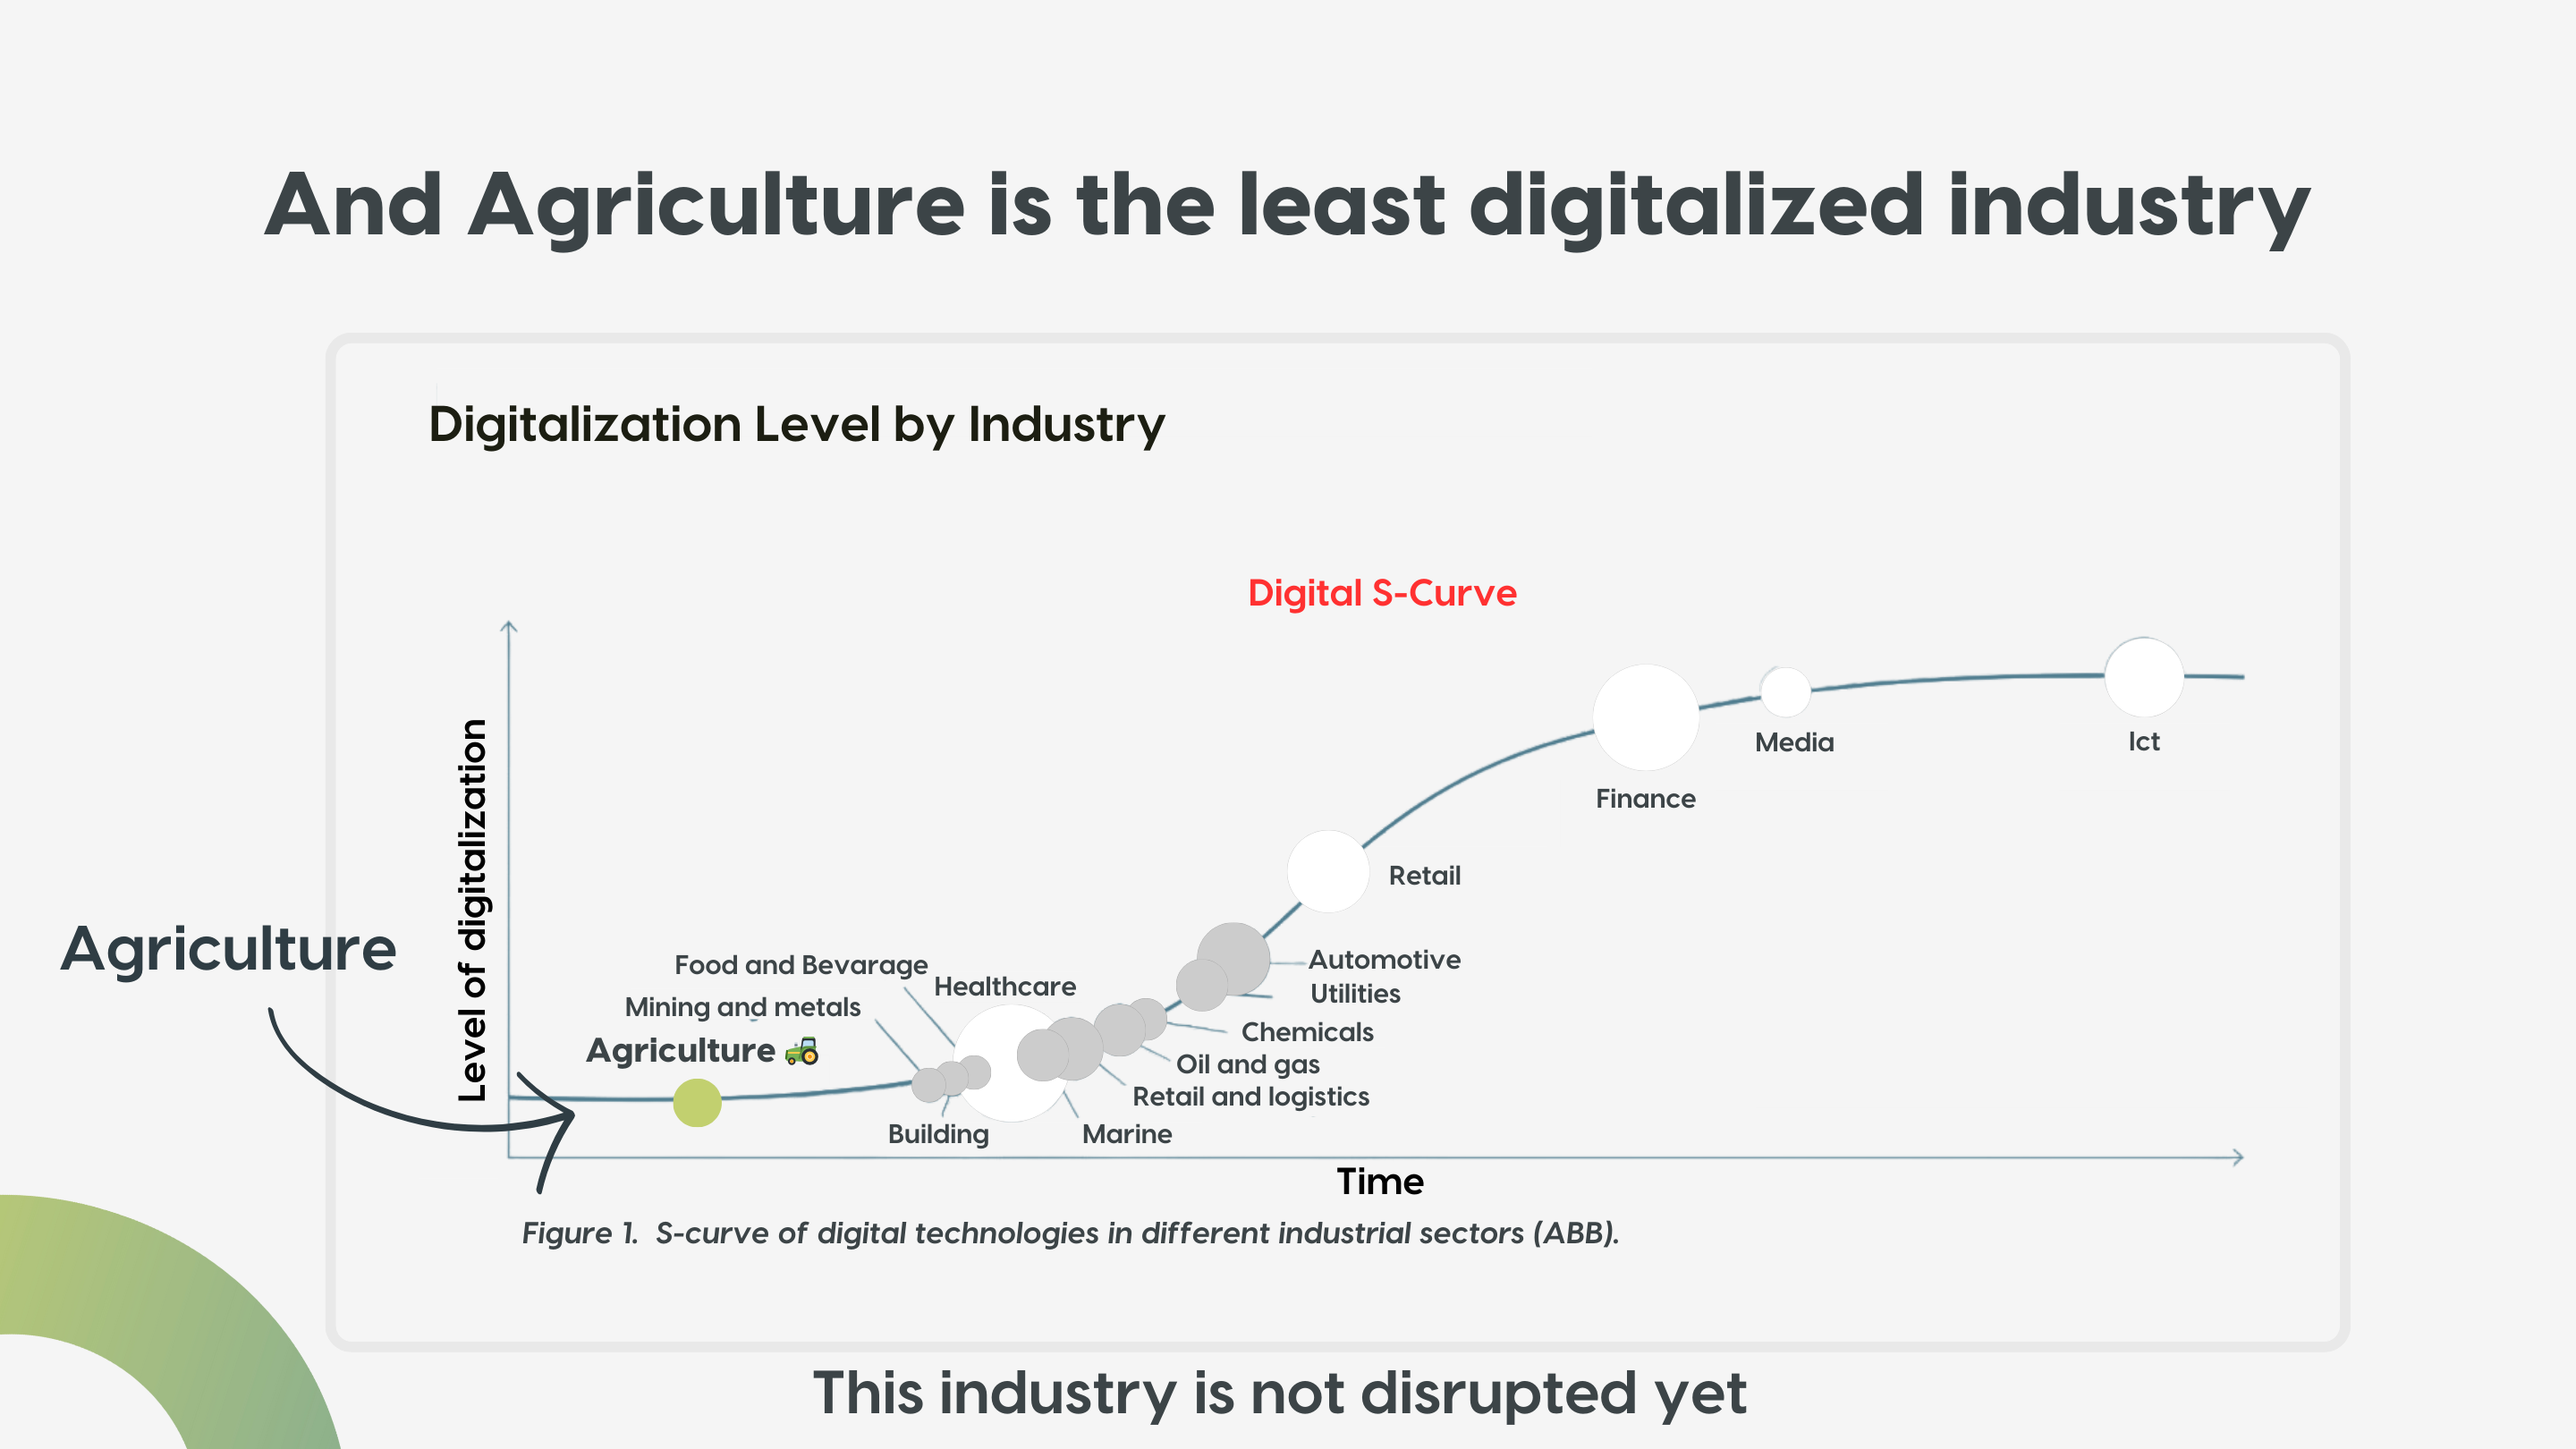 And Agriculture is the least digitalized industry
Digitalization Level by Industry
Digital S-Curve
Level of digitalization
Agriculture
Food and Bevarage
Healthcare
Mining and metals
Agriculture
Building
Marine
Retail and logistics
Oil and gas
Chemicals
Utilities
Automotive
Retail
Finance
Media
Ict
Time
Figure 1. S-curve of digital technologies in different industrial sectors (ABB).
This industry is not disrupted yet